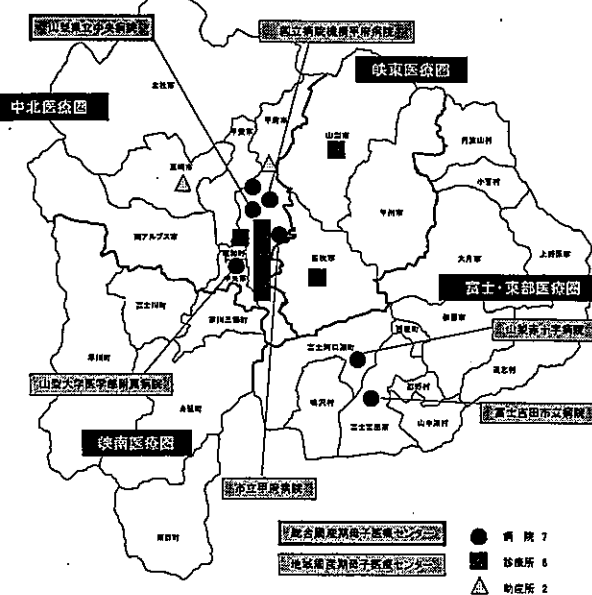 山梨県立中央病院
国立病院機構甲府病院
峡東医療圏
中北医療圏
北杜市
甲斐市
甲府市
山梨市
丹波山村
小菅村
韮崎市
甲州市
南アルプス市
昭和町
中央市
笛吹市
大月市
上野原市
富士・東部医療圏
富士川町
市川三郷町
都留市
西桂町
富士河口湖町
山梨赤十字病院
早川町
道志村
山梨大学医学部附属病院
鳴沢村
忍野村
身延町
富士吉田市
山中湖村
富士吉田市立病院
峡南医療圏
市立甲府病院
南部町
総合周産期母子医療センター
地域周産期母子医療センター
病院 7
診療所 6
助産所 2